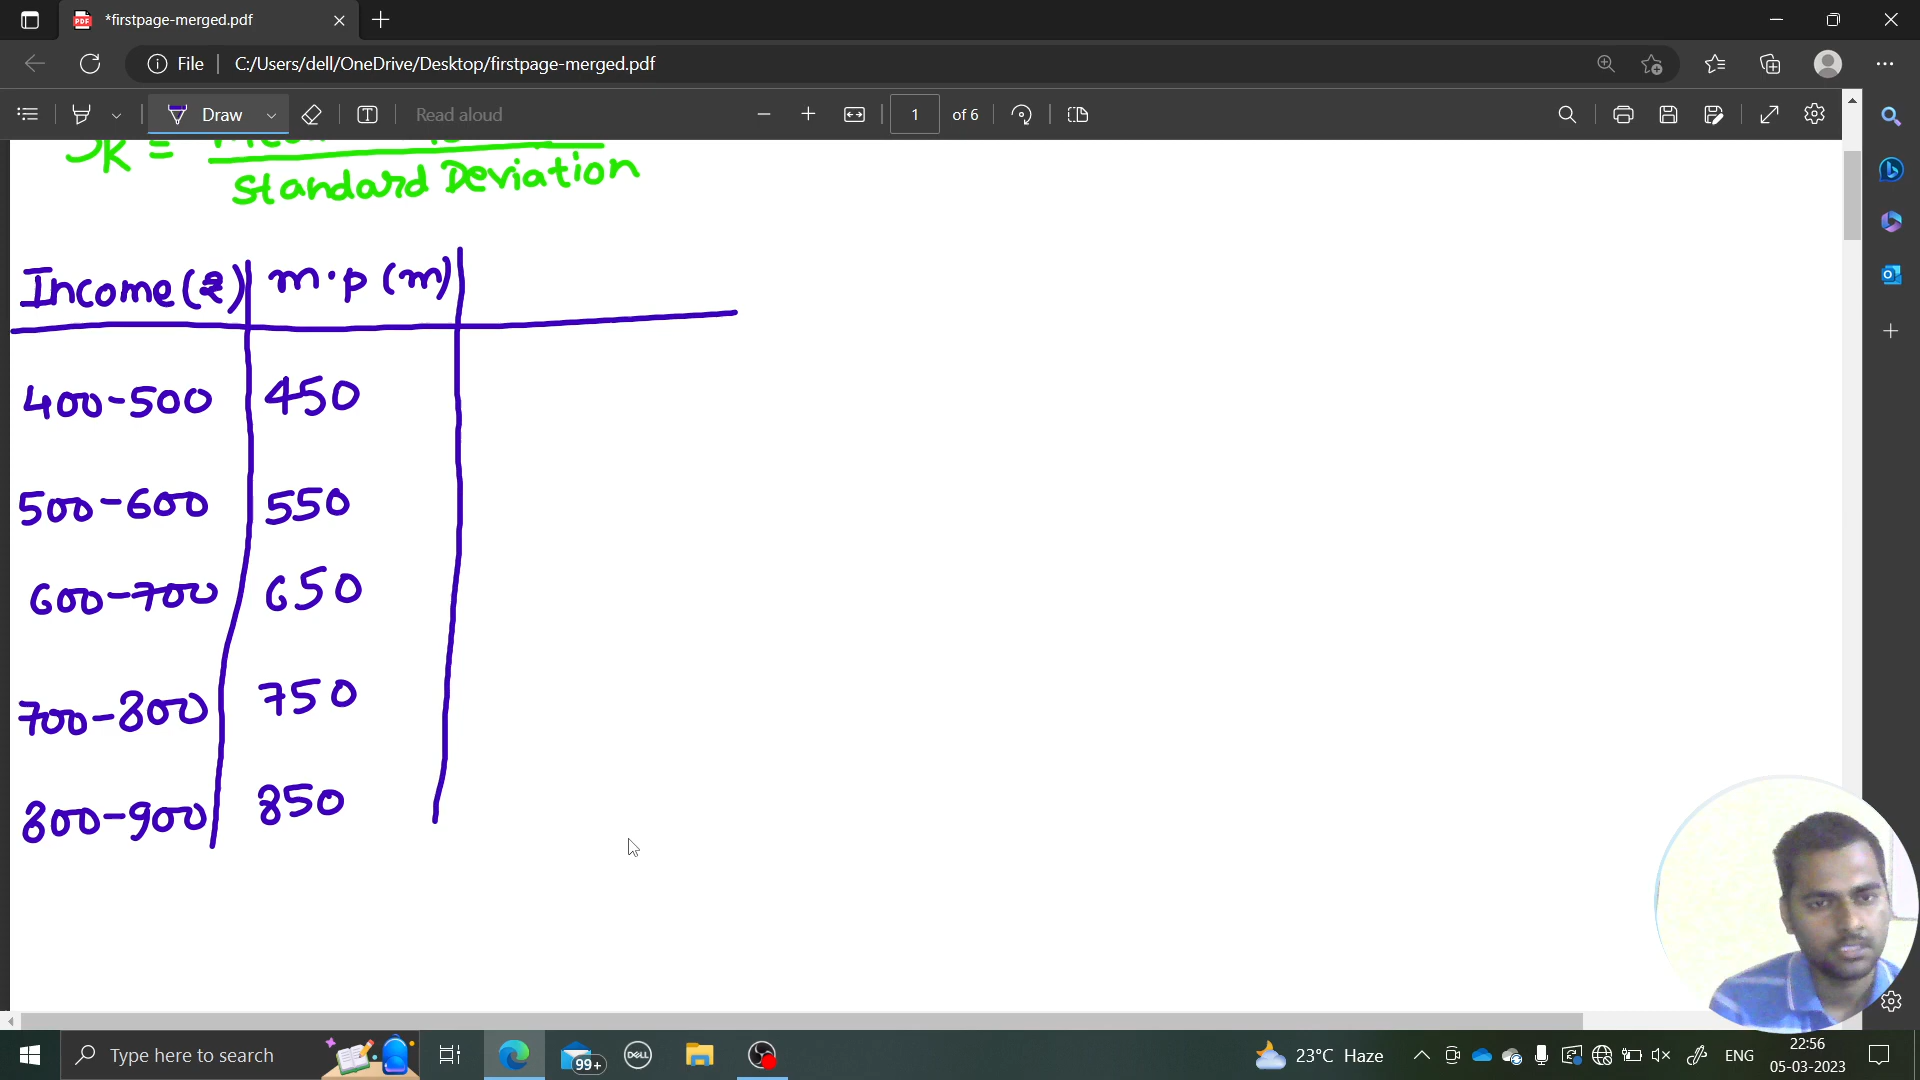 *firstpage-merged.pdf
File
C:/Users/dell/OneDrive/Desktop/firstpage-merged.pdf
Draw
Read aloud
1
of 6
Standard Deviation
Income (₹) m.p (m)
400-500 450
500-600 550
600-700 650
700-800 750
800-900 850
Type here to search
99+
DELL
23°C Haze
ENG
22:56
05-03-2023